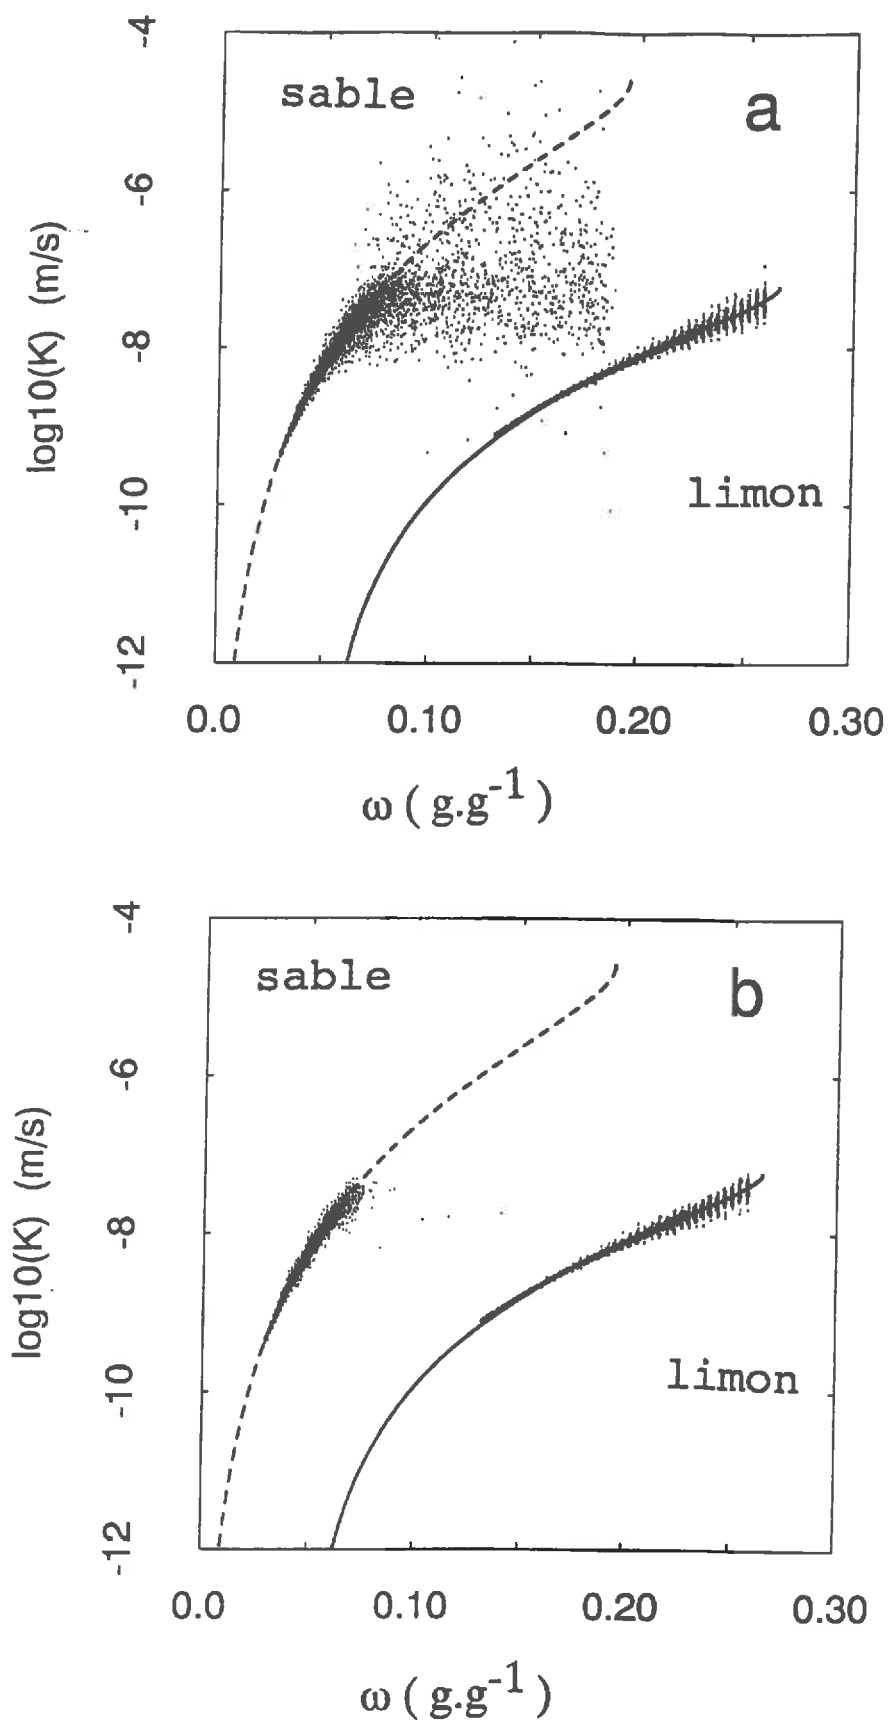 -4
sable
a
-6
log10(K) (m/s)
-8
limon
-10
-12
0.0 0.10 0.20 0.30
ω ( g.g-1 )
-4
sable
b
-6
log10(K) (m/s)
-8
limon
-10
-12
0.0 0.10 0.20 0.30
ω ( g.g-1 )